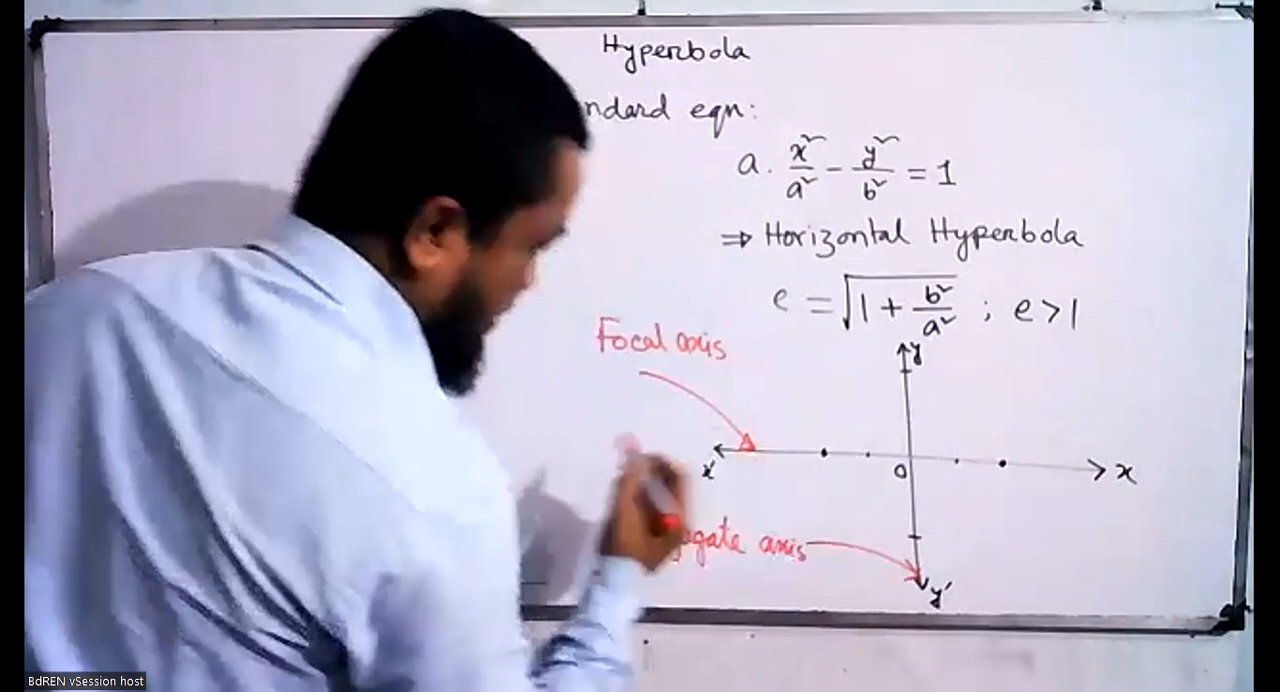 Hyperbola
ndard eqn:
a. x²/a² - y²/b² = 1
⇒ Horizontal Hyperbola
e = √(1 + b²/a²) ; e > 1
Focal axis
y
x' O x
gate axis
y'
BdREN vSession host